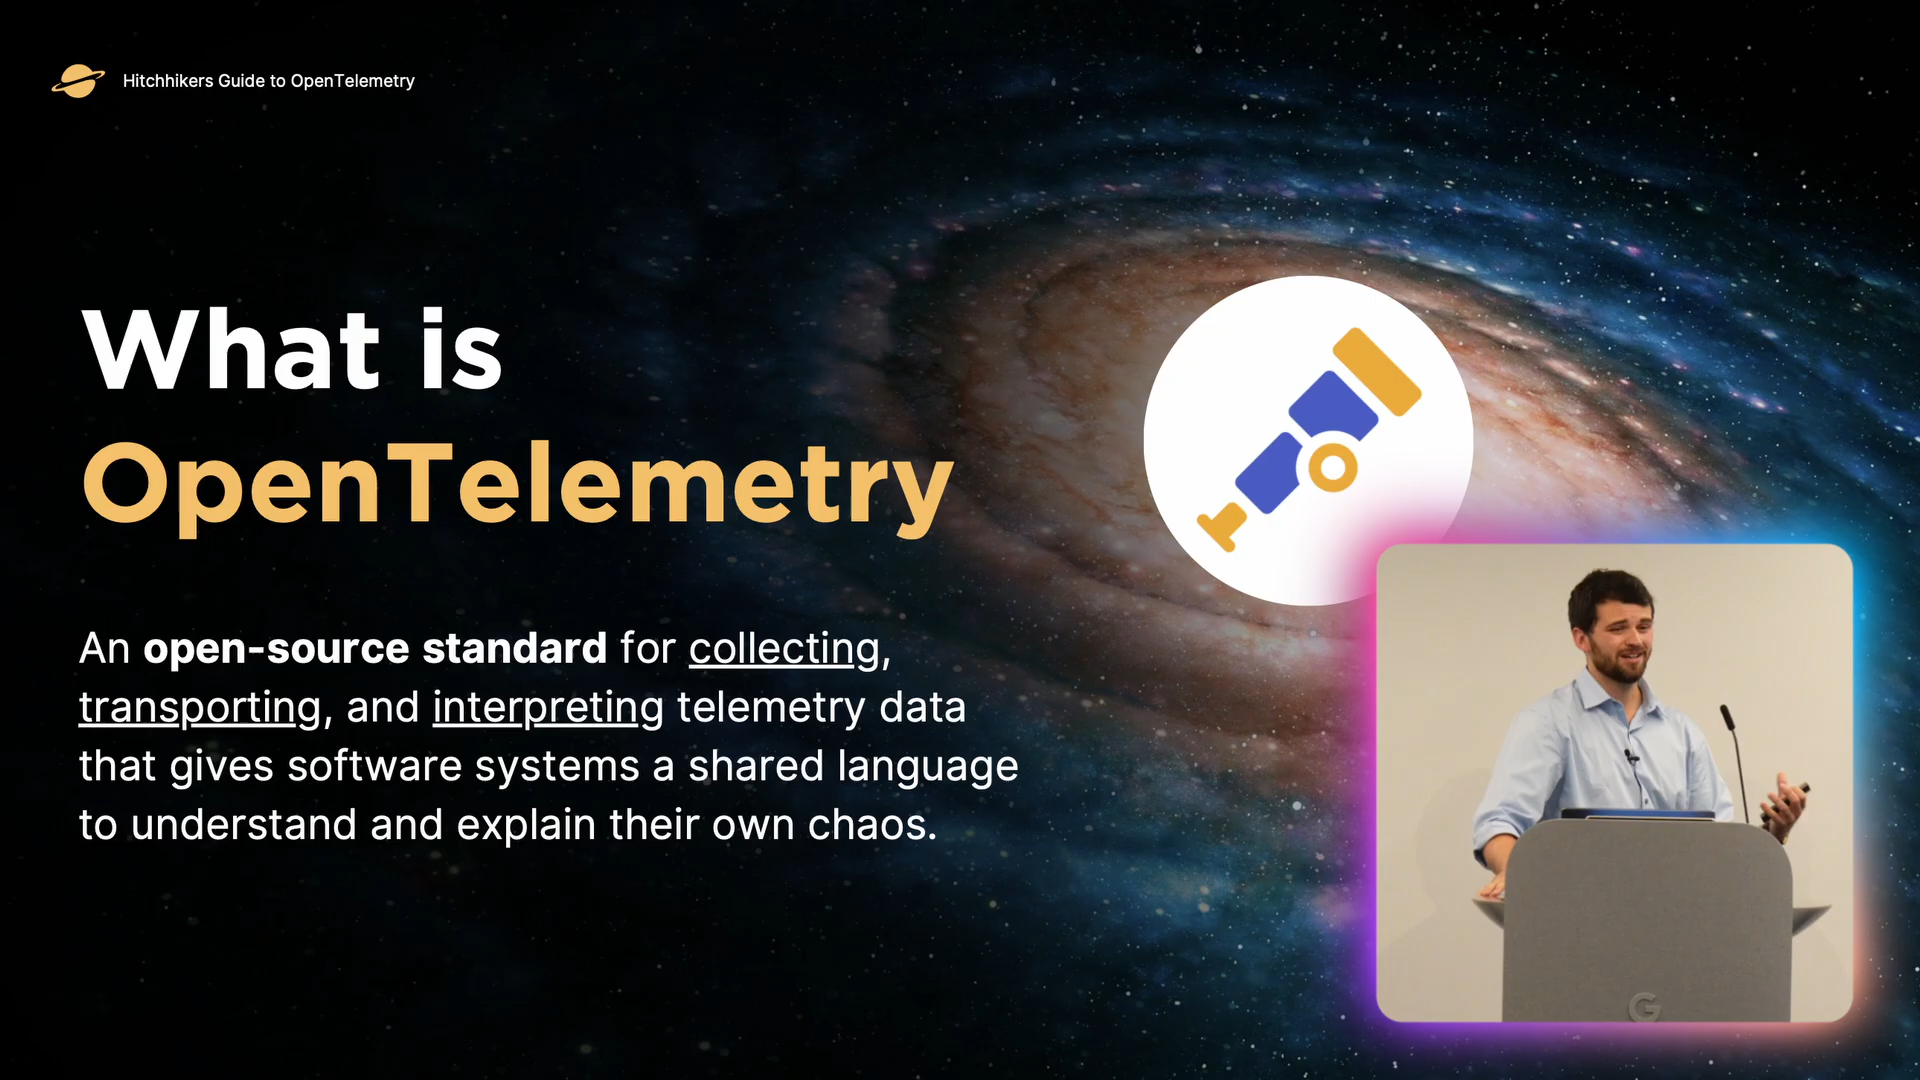 Hitchhikers Guide to OpenTelemetry
What is
OpenTelemetry
An open-source standard for collecting,
transporting, and interpreting telemetry data
that gives software systems a shared language
to understand and explain their own chaos.
G